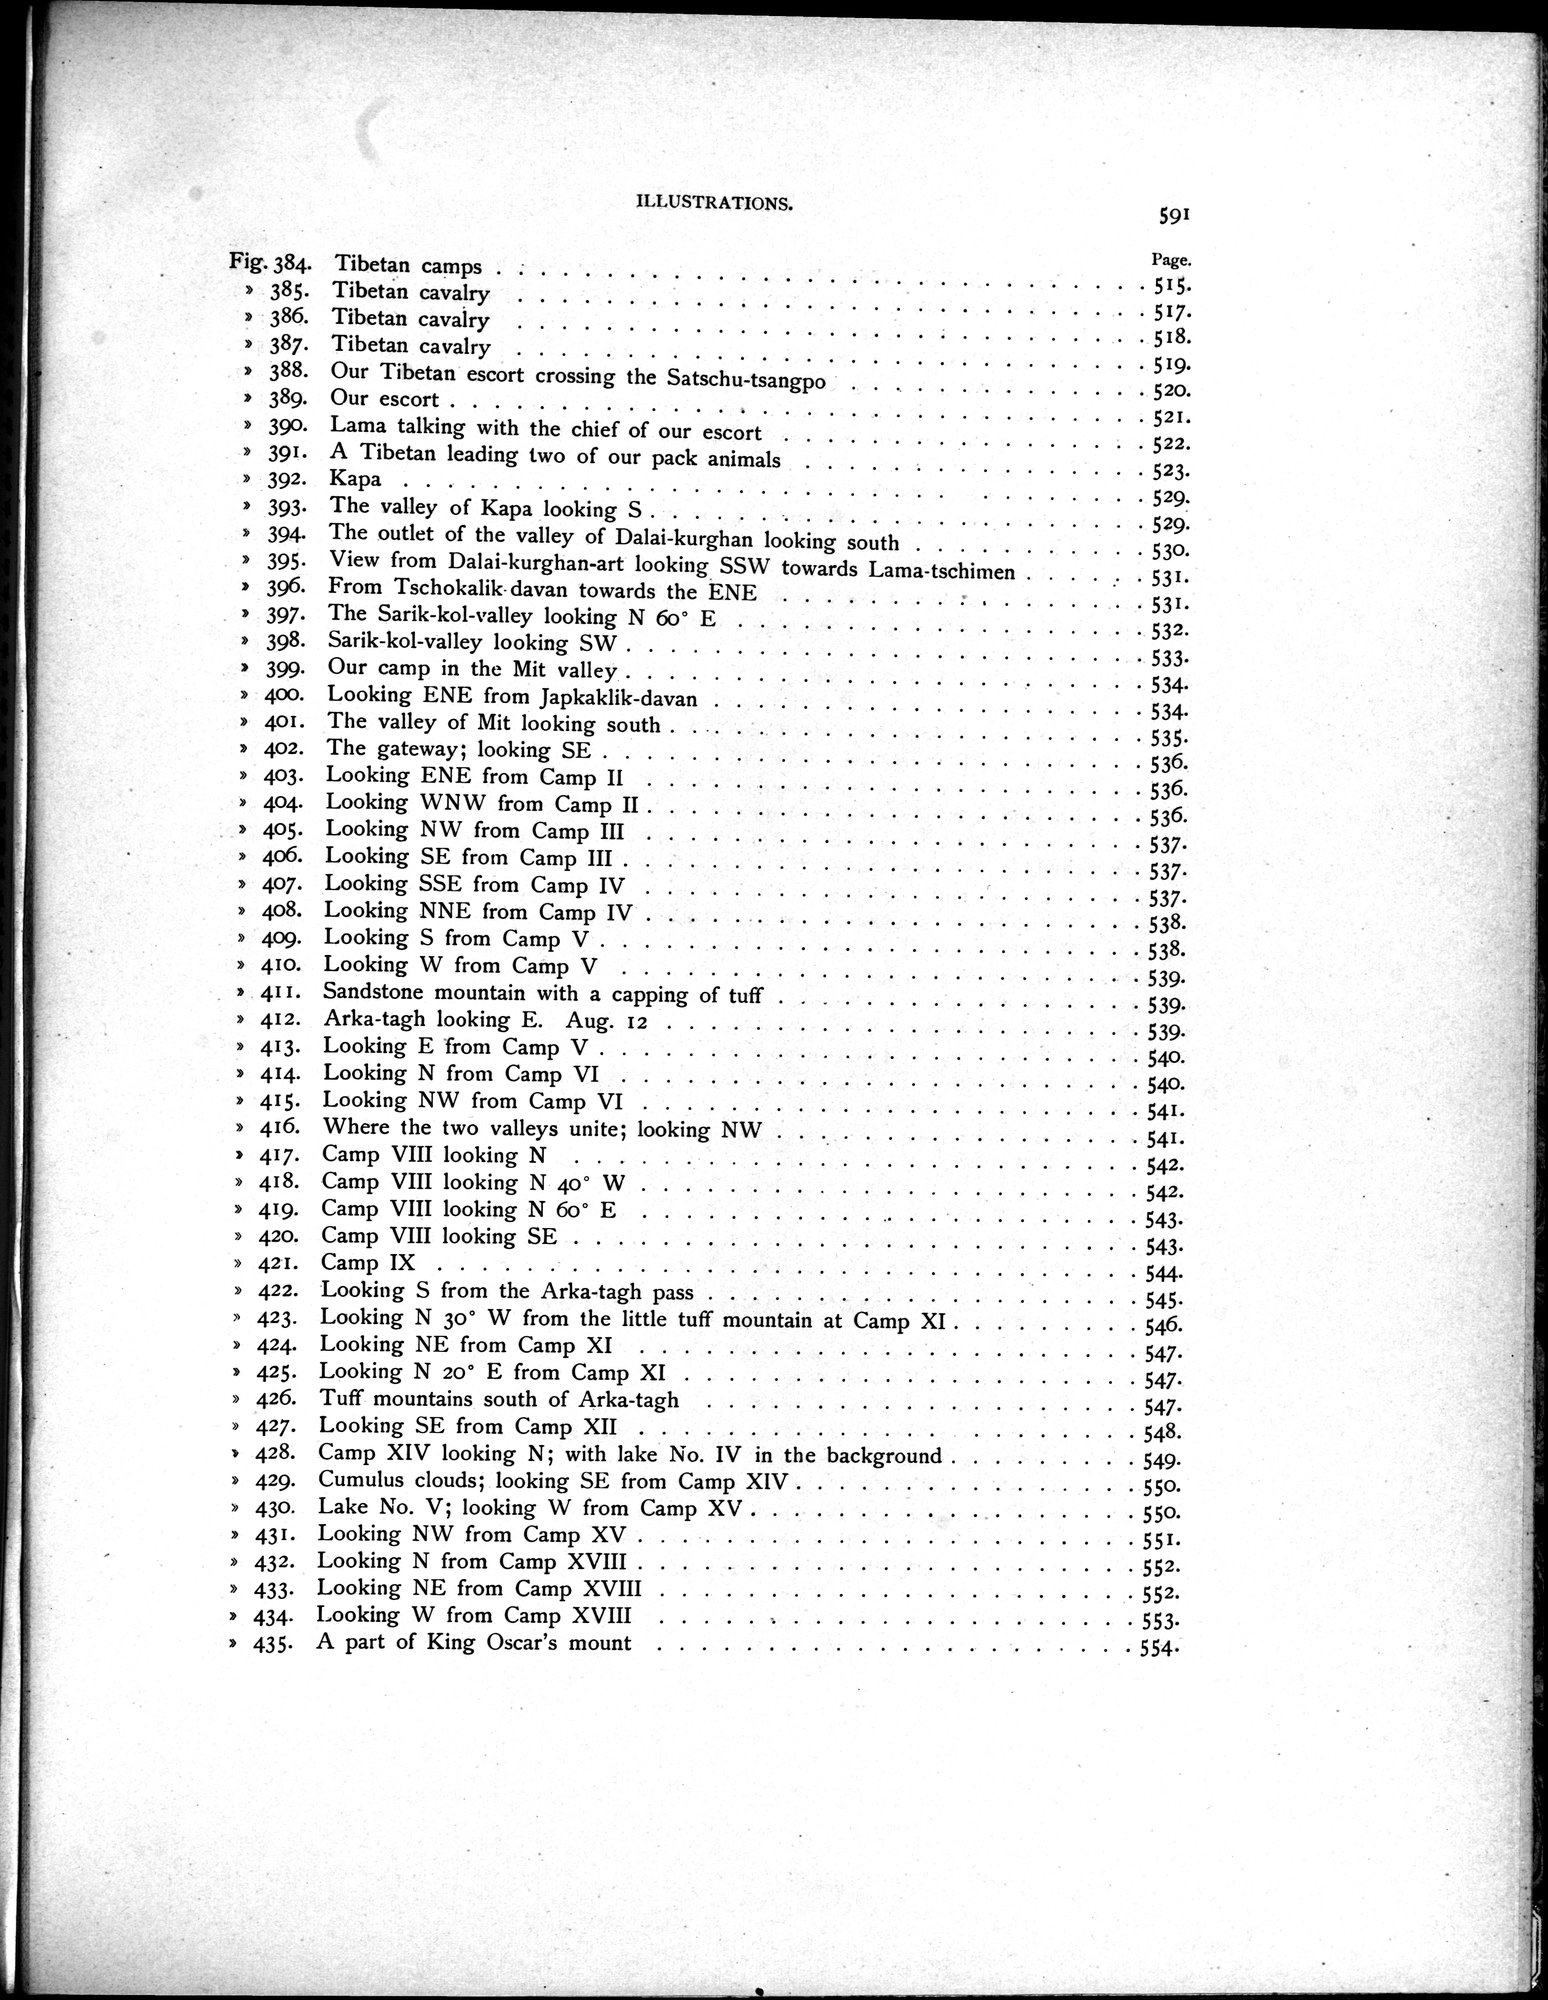 ILLUSTRATIONS. 591
Page.
Fig. 384. Tibetan camps . . . . . . . . . . 515.
» 385. Tibetan cavalry . . . . . . . . . . 517.
» 386. Tibetan cavalry . . . . . . . . . . 518.
» 387. Tibetan cavalry . . . . . . . . . . 519.
» 388. Our Tibetan escort crossing the Satschu-tsangpo . . . . . . . . . . 520.
» 389. Our escort . . . . . . . . . . 521.
» 390. Lama talking with the chief of our escort . . . . . . . . . . 522.
» 391. A Tibetan leading two of our pack animals . . . . . . . . . . 523.
» 392. Kapa . . . . . . . . . . 529.
» 393. The valley of Kapa looking S . . . . . . . . . . 529.
» 394. The outlet of the valley of Dalai-kurghan looking south . . . . . . . . . . 530.
» 395. View from Dalai-kurghan-art looking SSW towards Lama-tschimen . . . . . . 531.
» 396. From Tschokalik-davan towards the ENE . . . . . . . . . . 531.
» 397. The Sarik-kol-valley looking N 60° E . . . . . . . . . . 532.
» 398. Sarik-kol-valley looking SW . . . . . . . . . . 533.
» 399. Our camp in the Mit valley . . . . . . . . . . 534.
» 400. Looking ENE from Japkaklik-davan . . . . . . . . . . 534.
» 401. The valley of Mit looking south . . . . . . . . . . 535.
» 402. The gateway; looking SE . . . . . . . . . . 536.
» 403. Looking ENE from Camp II . . . . . . . . . . 536.
» 404. Looking WNW from Camp II . . . . . . . . . . 536.
» 405. Looking NW from Camp III . . . . . . . . . . 537.
» 406. Looking SE from Camp III . . . . . . . . . . 537.
» 407. Looking SSE from Camp IV . . . . . . . . . . 537.
» 408. Looking NNE from Camp IV . . . . . . . . . . 538.
» 409. Looking S from Camp V . . . . . . . . . . 538.
» 410. Looking W from Camp V . . . . . . . . . . 539.
» 411. Sandstone mountain with a capping of tuff . . . . . . . . . . 539.
» 412. Arka-tagh looking E. Aug. 12 . . . . . . . . . . 539.
» 413. Looking E from Camp V . . . . . . . . . . 540.
» 414. Looking N from Camp VI . . . . . . . . . . 540.
» 415. Looking NW from Camp VI . . . . . . . . . . 541.
» 416. Where the two valleys unite; looking NW . . . . . . . . . . 541.
» 417. Camp VIII looking N . . . . . . . . . . 542.
» 418. Camp VIII looking N 40° W . . . . . . . . . . 542.
» 419. Camp VIII looking N 60° E . . . . . . . . . . 543.
» 420. Camp VIII looking SE . . . . . . . . . . 543.
» 421. Camp IX . . . . . . . . . . 544.
» 422. Looking S from the Arka-tagh pass . . . . . . . . . . 545.
» 423. Looking N 30° W from the little tuff mountain at Camp XI . . . . . . . . . 546.
» 424. Looking NE from Camp XI . . . . . . . . . . 547.
» 425. Looking N 20° E from Camp XI . . . . . . . . . . 547.
» 426. Tuff mountains south of Arka-tagh . . . . . . . . . . 547.
» 427. Looking SE from Camp XII . . . . . . . . . . 548.
» 428. Camp XIV looking N; with lake No. IV in the background . . . . . . . . . 549.
» 429. Cumulus clouds; looking SE from Camp XIV . . . . . . . . . . 550.
» 430. Lake No. V; looking W from Camp XV . . . . . . . . . . 550.
» 431. Looking NW from Camp XV . . . . . . . . . . 551.
» 432. Looking N from Camp XVIII . . . . . . . . . . 552.
» 433. Looking NE from Camp XVIII . . . . . . . . . . 552.
» 434. Looking W from Camp XVIII . . . . . . . . . . 553.
» 435. A part of King Oscar's mount . . . . . . . . . . 554.